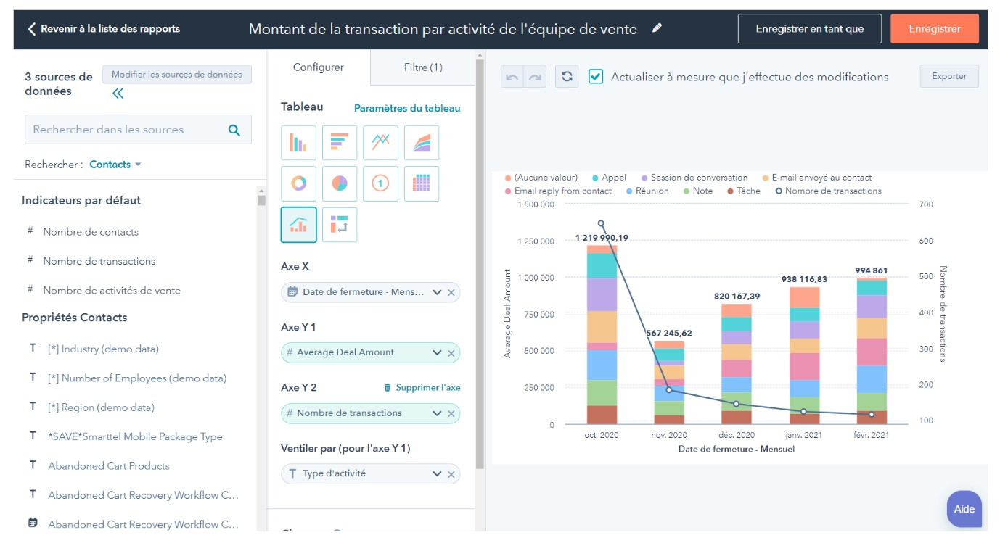 Revenir à la liste des rapports
Montant de la transaction par activité de l'équipe de vente
Enregistrer en tant que
Enregistrer
3 sources de
données
Modifier les sources de données
Rechercher dans les sources
Rechercher : Contacts
Indicateurs par défaut
# Nombre de contacts
# Nombre de transactions
# Nombre de activités de vente
Propriétés Contacts
T [*] Industry (demo data)
T [*] Number of Employees (demo data)
T [*] Region (demo data)
T *SAVE*Smarttel Mobile Package Type
T Abandoned Cart Products
T Abandoned Cart Recovery Workflow C...
Abandoned Cart Recovery Workflow C...
Configurer
Filtre (1)
Tableau
Paramètres du tableau
1
Axe X
Date de fermeture - Mens...
Axe Y 1
# Average Deal Amount
Axe Y 2
Supprimer l'axe
# Nombre de transactions
Ventiler par (pour l'axe Y 1)
T Type d'activité
Actualiser à mesure que j'effectue des modifications
Exporter
(Aucune valeur) Appel Session de conversation E-mail envoyé au contact
Email reply from contact Réunion Note Tâche Nombre de transactions
1 500 000
1 250 000
1 000 000
750 000
500 000
250 000
0
Average Deal Amount
1 219 990,19
567 245,62
820 167,39
938 116,83
994 861
700
600
500
400
300
200
100
Nombre de transactions
oct. 2020 nov. 2020 déc. 2020 janv. 2021 févr. 2021
Date de fermeture - Mensuel
Aide